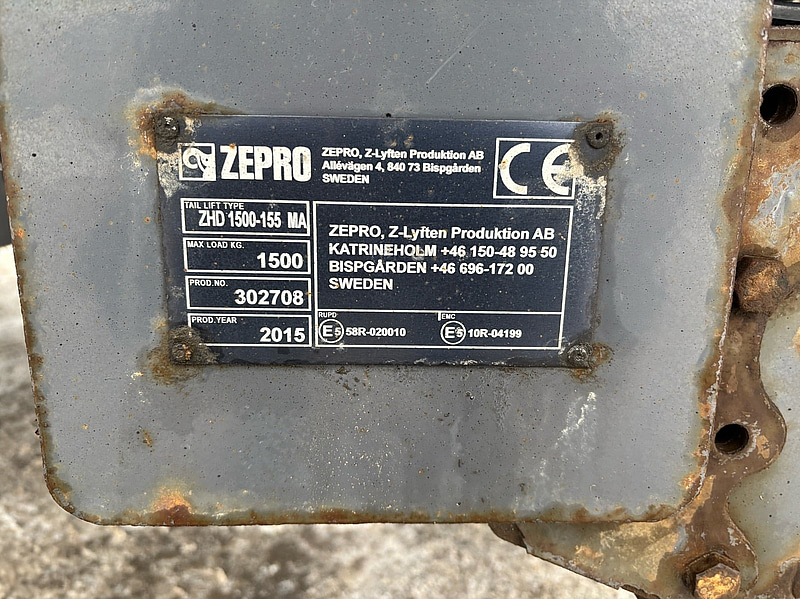 ZEPRO
ZEPRO, Z-Lyften Produktion AB
Allévägen 4, 840 73 Bispgården
SWEDEN
CE
TAIL LIFT TYPE
ZHD 1500-155 MA
MAX LOAD KG.
1500
PROD.NO.
302708
PROD.YEAR
2015
ZEPRO, Z-Lyften Produktion AB
KATRINEHOLM +46 150-48 95 50
BISPGÅRDEN +46 696-172 00
SWEDEN
RUPD
E5 58R-020010
EMC
E5 10R-04199